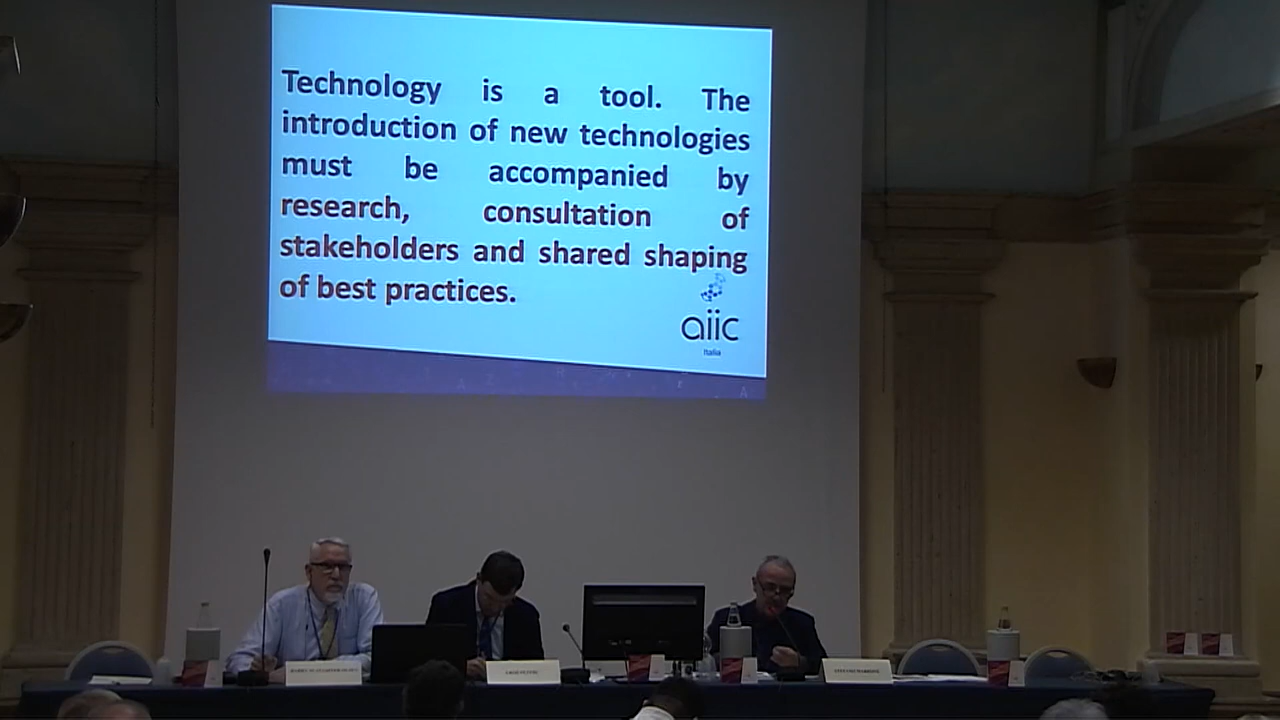 Technology is a tool. The
introduction of new technologies
must be accompanied by
research, consultation of
stakeholders and shared shaping
of best practices.
aiic
Italia